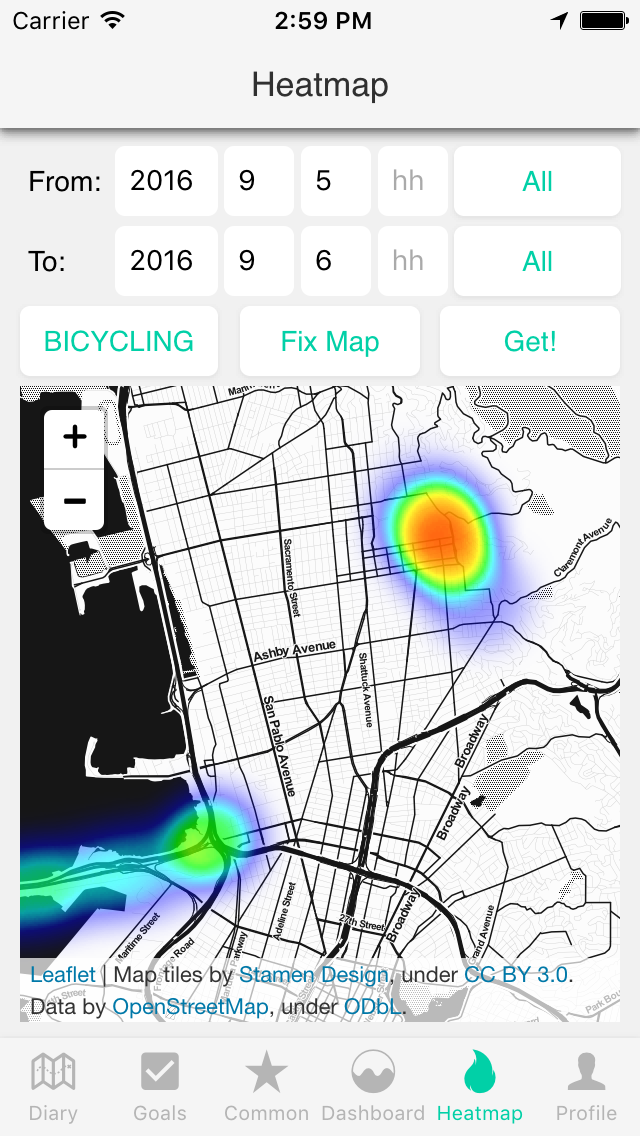 Carrier 2:59 PM
Heatmap
From: 2016 9 5 hh All
To: 2016 9 6 hh All
BICYCLING Fix Map Get!
+
Claremont Avenue
Sacramento Street
Ashby Avenue
Shattuck Avenue
San Pablo Avenue
Broadway
Broadway
Adeline Street
27th Street
Broadway
Maritime Street
Leaflet | Map tiles by Stamen Design, under CC BY 3.0.
Data by OpenStreetMap, under ODbL.
Diary Goals Common Dashboard Heatmap Profile